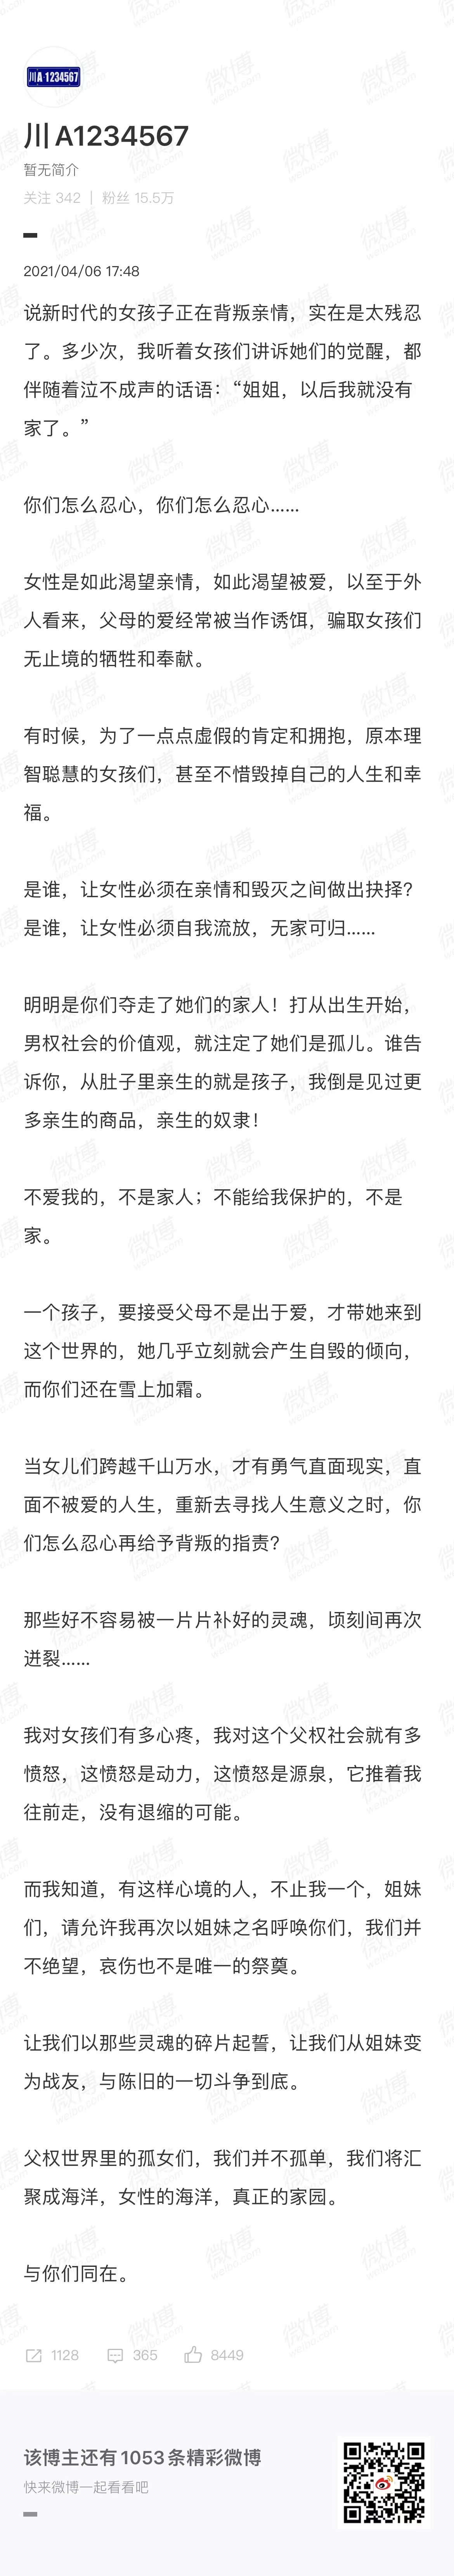 川A·1234567
川 A1234567
暂无简介
关注 342 | 粉丝 15.5万
2021/04/06 17:48
说新时代的女孩子正在背叛亲情，实在是太残忍
了。多少次，我听着女孩们讲诉她们的觉醒，都
伴随着泣不成声的话语：“姐姐，以后我就没有
家了。”
你们怎么忍心，你们怎么忍心……
女性是如此渴望亲情，如此渴望被爱，以至于外
人看来，父母的爱经常被当作诱饵，骗取女孩们
无止境的牺牲和奉献。
有时候，为了一点点虚假的肯定和拥抱，原本理
智聪慧的女孩们，甚至不惜毁掉自己的人生和幸
福。
是谁，让女性必须在亲情和毁灭之间做出抉择？
是谁，让女性必须自我流放，无家可归……
明明是你们夺走了她们的家人！打从出生开始，
男权社会的价值观，就注定了她们是孤儿。谁告
诉你，从肚子里亲生的就是孩子，我倒是见过更
多亲生的商品，亲生的奴隶！
不爱我的，不是家人；不能给我保护的，不是
家。
一个孩子，要接受父母不是出于爱，才带她来到
这个世界的，她几乎立刻就会产生自毁的倾向，
而你们还在雪上加霜。
当女儿们跨越千山万水，才有勇气直面现实，直
面不被爱的人生，重新去寻找人生意义之时，你
们怎么忍心再给予背叛的指责？
那些好不容易被一片片补好的灵魂，顷刻间再次
迸裂……
我对女孩们有多心疼，我对这个父权社会就有多
愤怒，这愤怒是动力，这愤怒是源泉，它推着我
往前走，没有退缩的可能。
而我知道，有这样心境的人，不止我一个，姐妹
们，请允许我再次以姐妹之名呼唤你们，我们并
不绝望，哀伤也不是唯一的祭奠。
让我们以那些灵魂的碎片起誓，让我们从姐妹变
为战友，与陈旧的一切斗争到底。
父权世界里的孤女们，我们并不孤单，我们将汇
聚成海洋，女性的海洋，真正的家园。
与你们同在。
1128 365 8449
该博主还有 1053 条精彩微博
快来微博一起看看吧